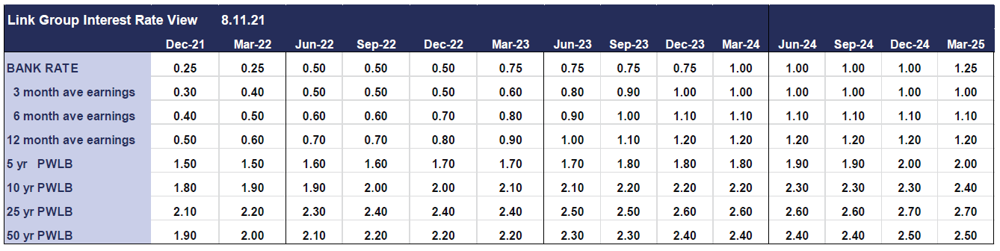 Link Group Interest Rate View 8.11.21
Dec-21 Mar-22 Jun-22 Sep-22 Dec-22 Mar-23 Jun-23 Sep-23 Dec-23 Mar-24 Jun-24 Sep-24 Dec-24 Mar-25
BANK RATE 0.25 0.25 0.50 0.50 0.50 0.75 0.75 0.75 0.75 1.00 1.00 1.00 1.00 1.25
3 month ave earnings 0.30 0.40 0.50 0.50 0.50 0.60 0.80 0.90 1.00 1.00 1.00 1.00 1.00 1.00
6 month ave earnings 0.40 0.50 0.60 0.60 0.70 0.80 0.90 1.00 1.10 1.10 1.10 1.10 1.10 1.10
12 month ave earnings 0.50 0.60 0.70 0.70 0.80 0.90 1.00 1.10 1.20 1.20 1.20 1.20 1.20 1.20
5 yr PWLB 1.50 1.50 1.60 1.60 1.70 1.70 1.70 1.80 1.80 1.80 1.90 1.90 2.00 2.00
10 yr PWLB 1.80 1.90 1.90 2.00 2.00 2.10 2.10 2.20 2.20 2.20 2.30 2.30 2.30 2.40
25 yr PWLB 2.10 2.20 2.30 2.40 2.40 2.40 2.50 2.50 2.60 2.60 2.60 2.60 2.70 2.70
50 yr PWLB 1.90 2.00 2.10 2.20 2.20 2.20 2.30 2.30 2.40 2.40 2.40 2.40 2.50 2.50